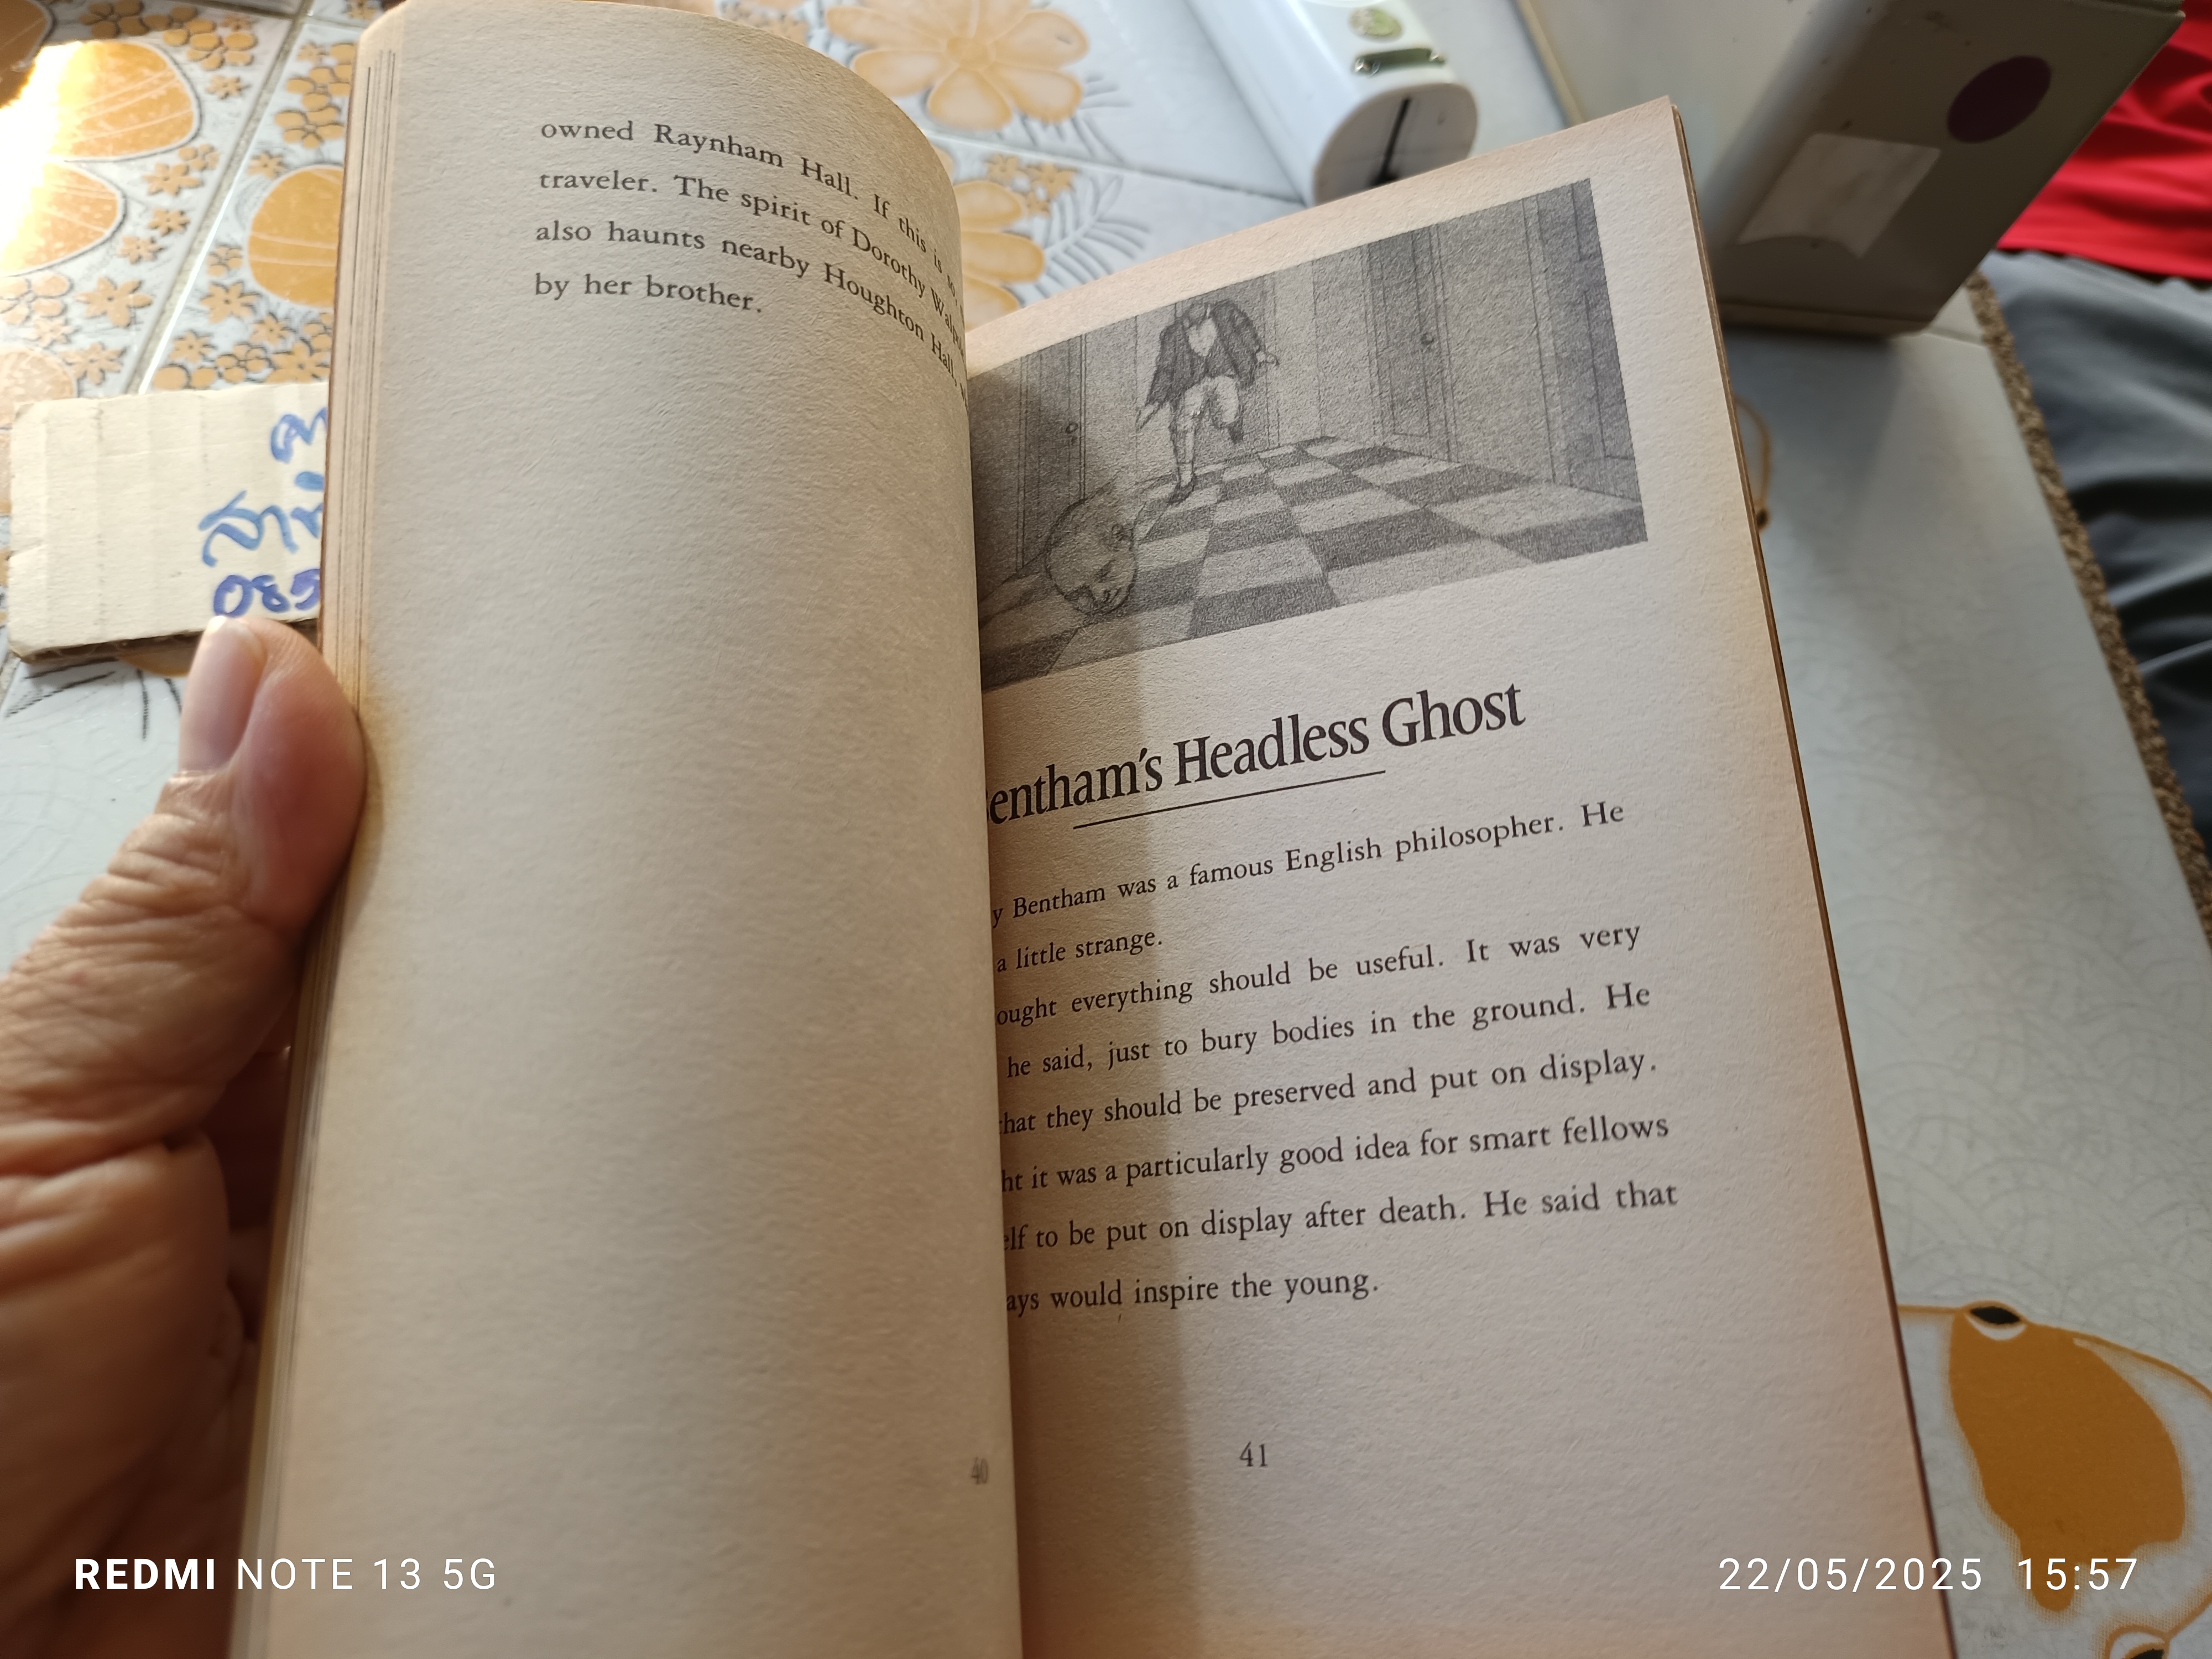 owned Raynham Hall. If this is so,
traveler. The spirit of Dorothy
also haunts nearby Houghton Hall,
by her brother.
40
entham's Headless Ghost
y Bentham was a famous English philosopher. He
a little strange.
ought everything should be useful. It was very
he said, just to bury bodies in the ground. He
hat they should be preserved and put on display.
ht it was a particularly good idea for smart fellows
elf to be put on display after death. He said that
ays would inspire the young.
41
085
REDMI NOTE 13 5G
22/05/2025 15:57